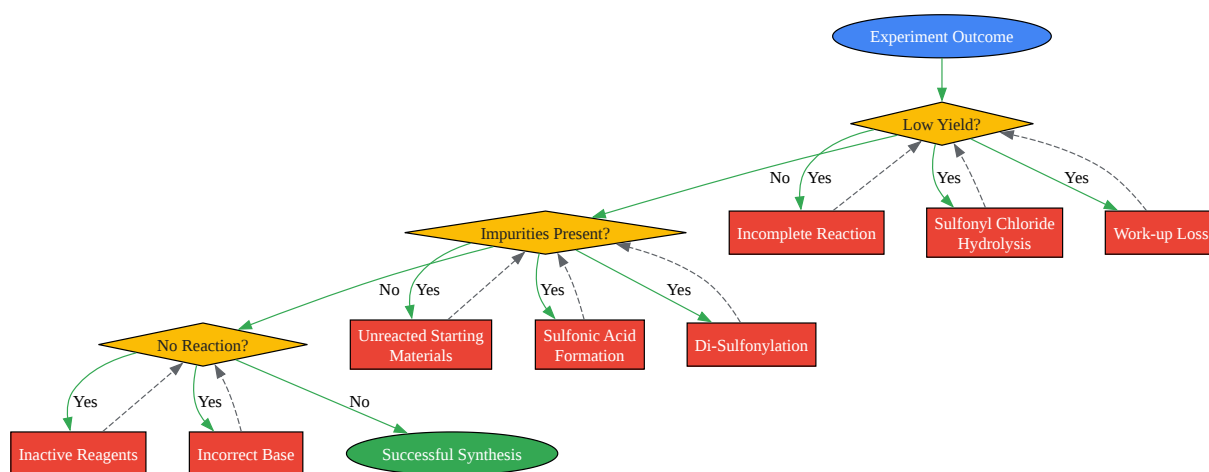 Experiment Outcome
Low Yield?
No
Yes
Yes
Yes
Incomplete Reaction
Sulfonyl Chloride
Hydrolysis
Work-up Loss
Impurities Present?
No
Yes
Yes
Yes
Unreacted Starting
Materials
Sulfonic Acid
Formation
Di-Sulfonylation
No Reaction?
Yes
Yes
No
Inactive Reagents
Incorrect Base
Successful Synthesis